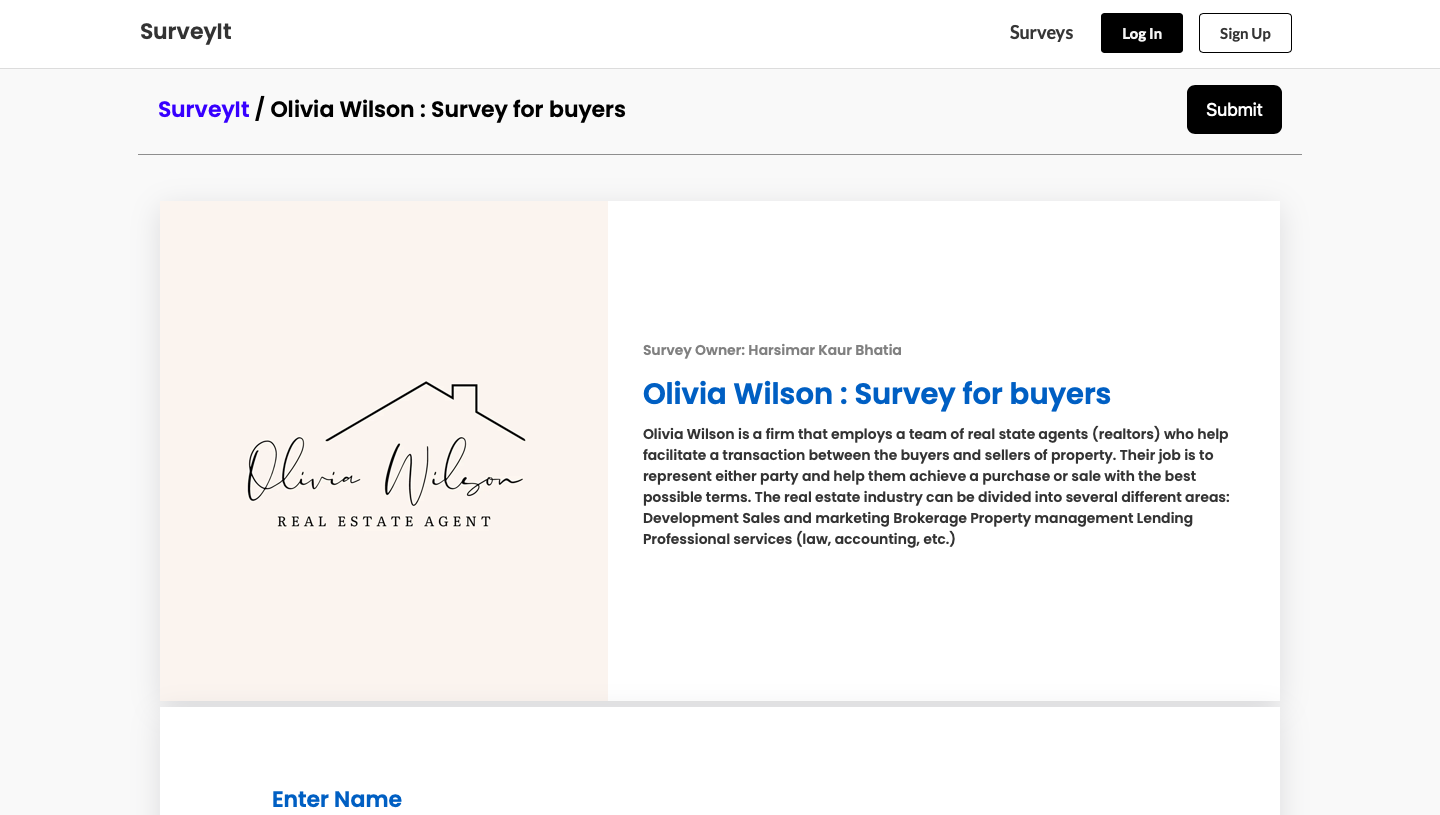 SurveyIt
Surveys
Log In
Sign Up
SurveyIt / Olivia Wilson : Survey for buyers
Submit
Olivia Wilson
REAL ESTATE AGENT
Survey Owner: Harsimar Kaur Bhatia
Olivia Wilson : Survey for buyers
Olivia Wilson is a firm that employs a team of real state agents (realtors) who help
facilitate a transaction between the buyers and sellers of property. Their job is to
represent either party and help them achieve a purchase or sale with the best
possible terms. The real estate industry can be divided into several different areas:
Development Sales and marketing Brokerage Property management Lending
Professional services (law, accounting, etc.)
Enter Name